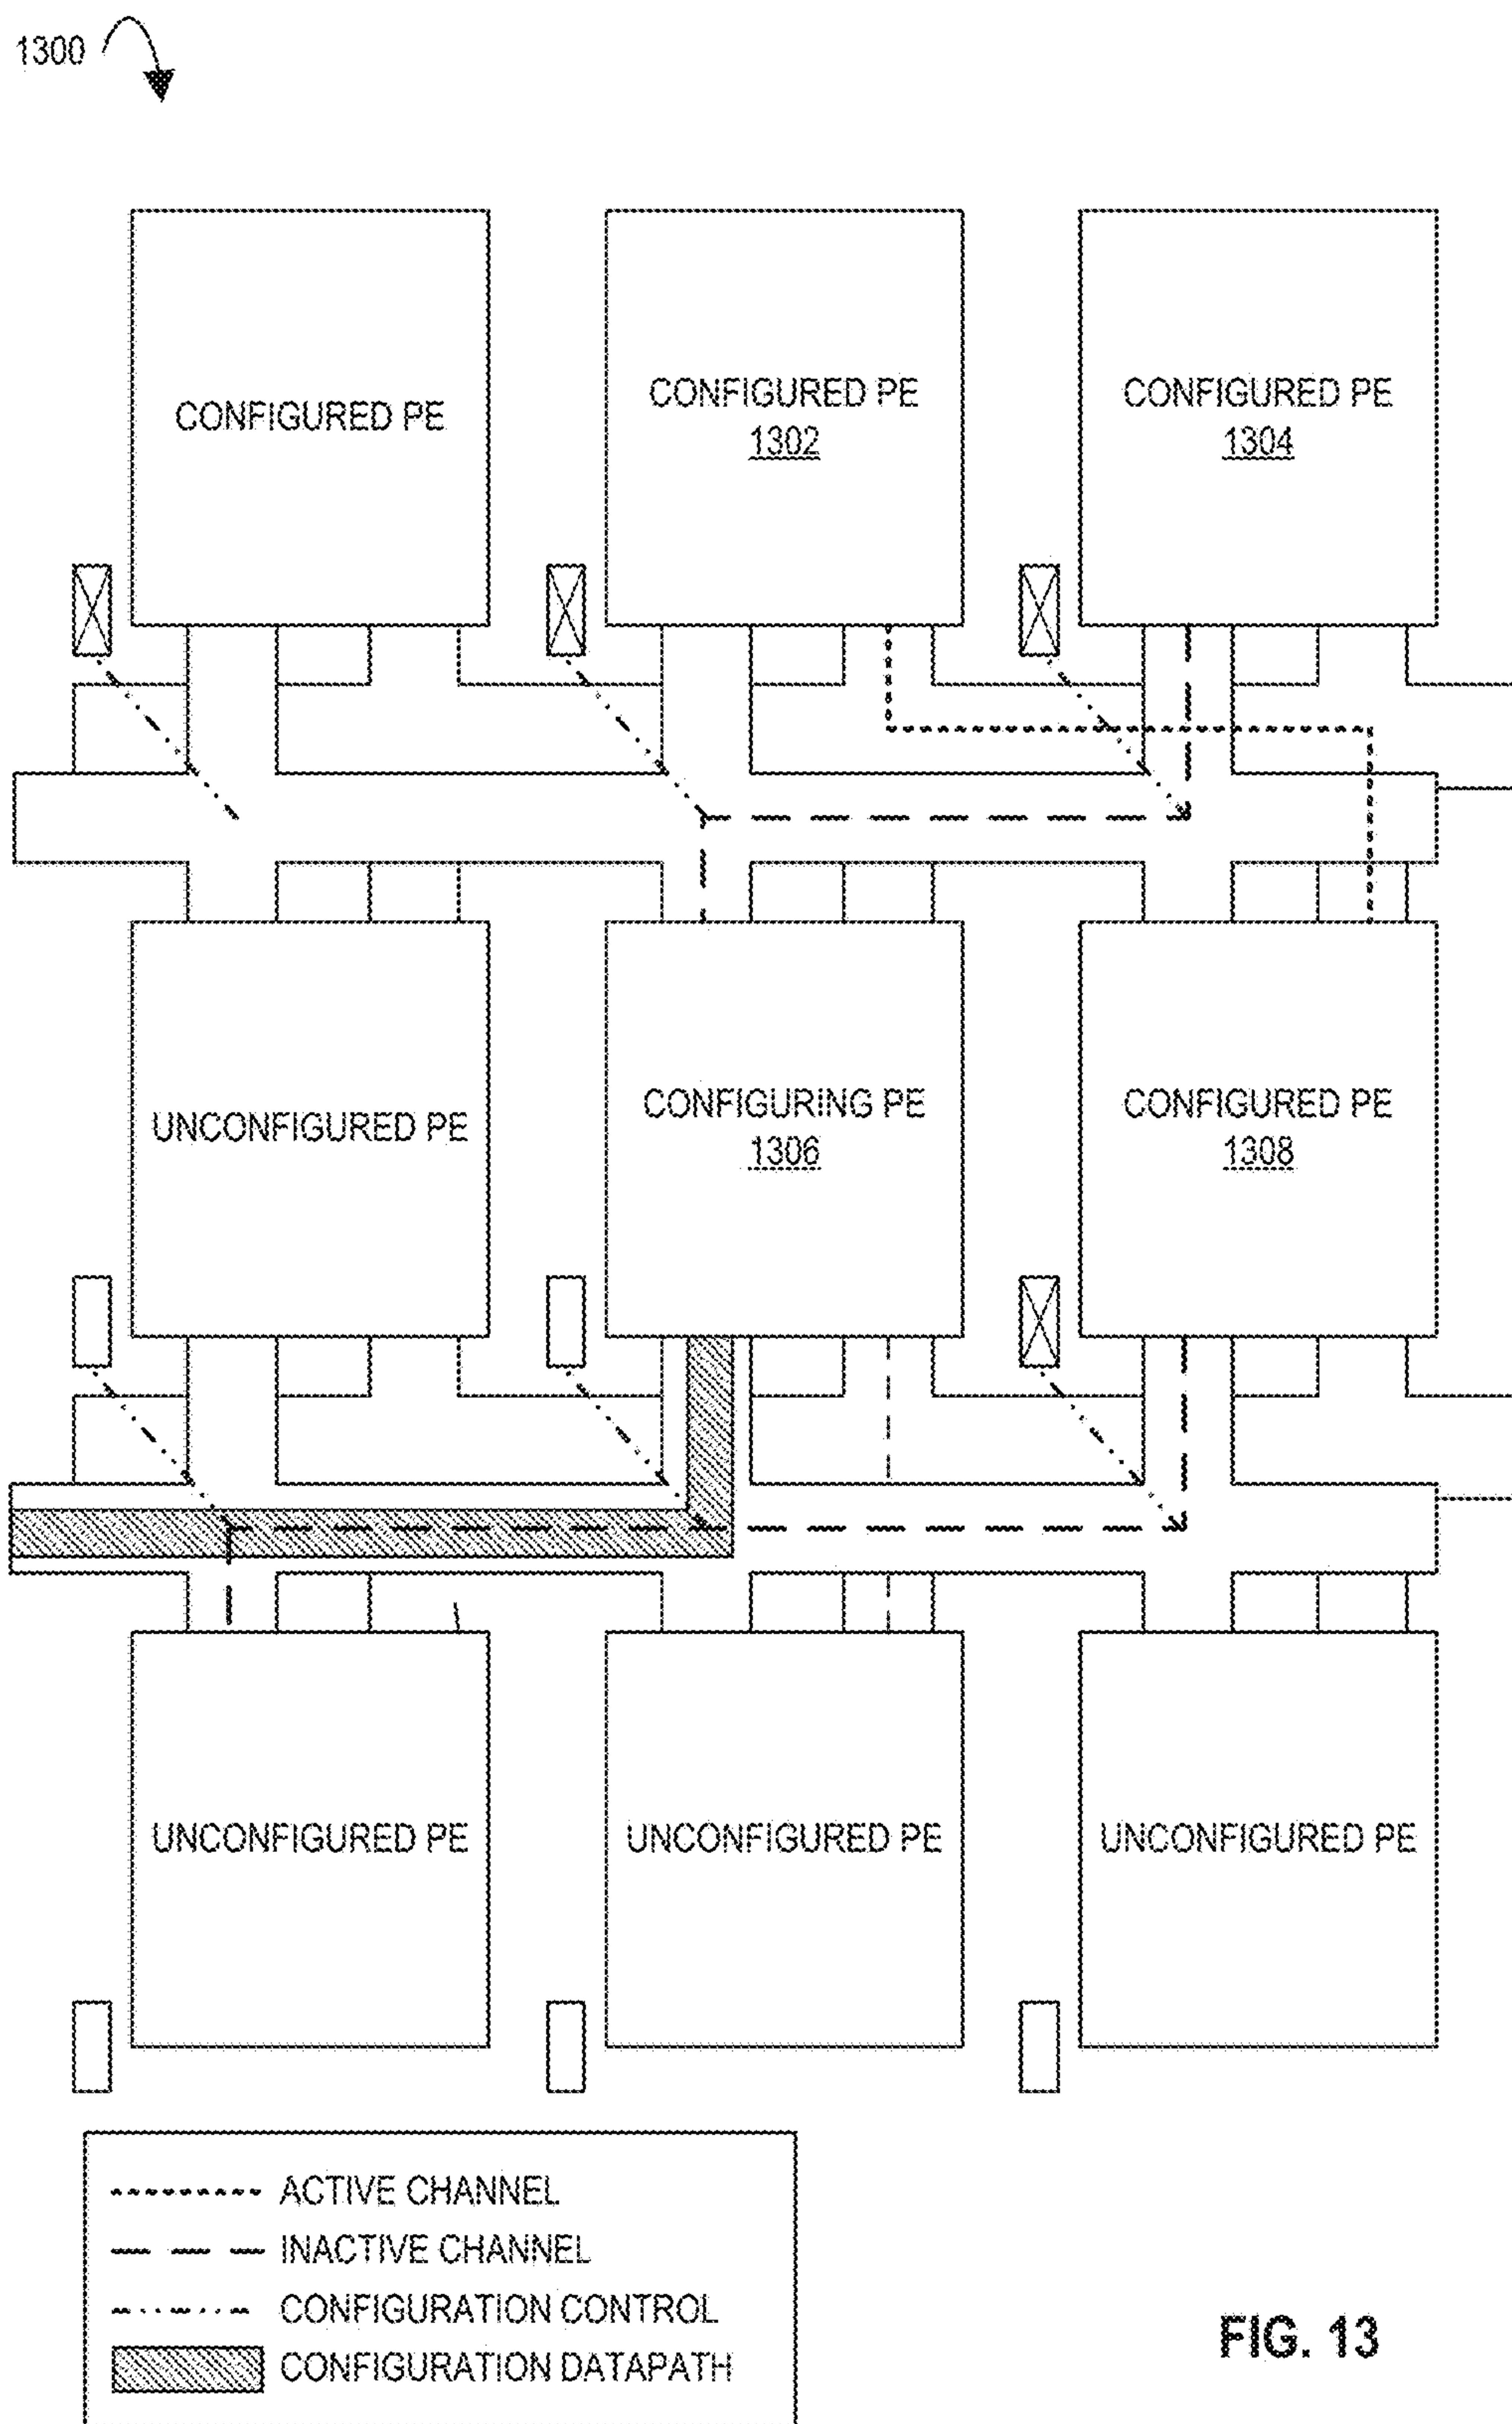 1300
CONFIGURED PE
CONFIGURED PE
1302
CONFIGURED PE
1304
UNCONFIGURED PE
CONFIGURING PE
1306
CONFIGURED PE
1308
UNCONFIGURED PE
UNCONFIGURED PE
UNCONFIGURED PE
ACTIVE CHANNEL
INACTIVE CHANNEL
CONFIGURATION CONTROL
CONFIGURATION DATAPATH
FIG. 13